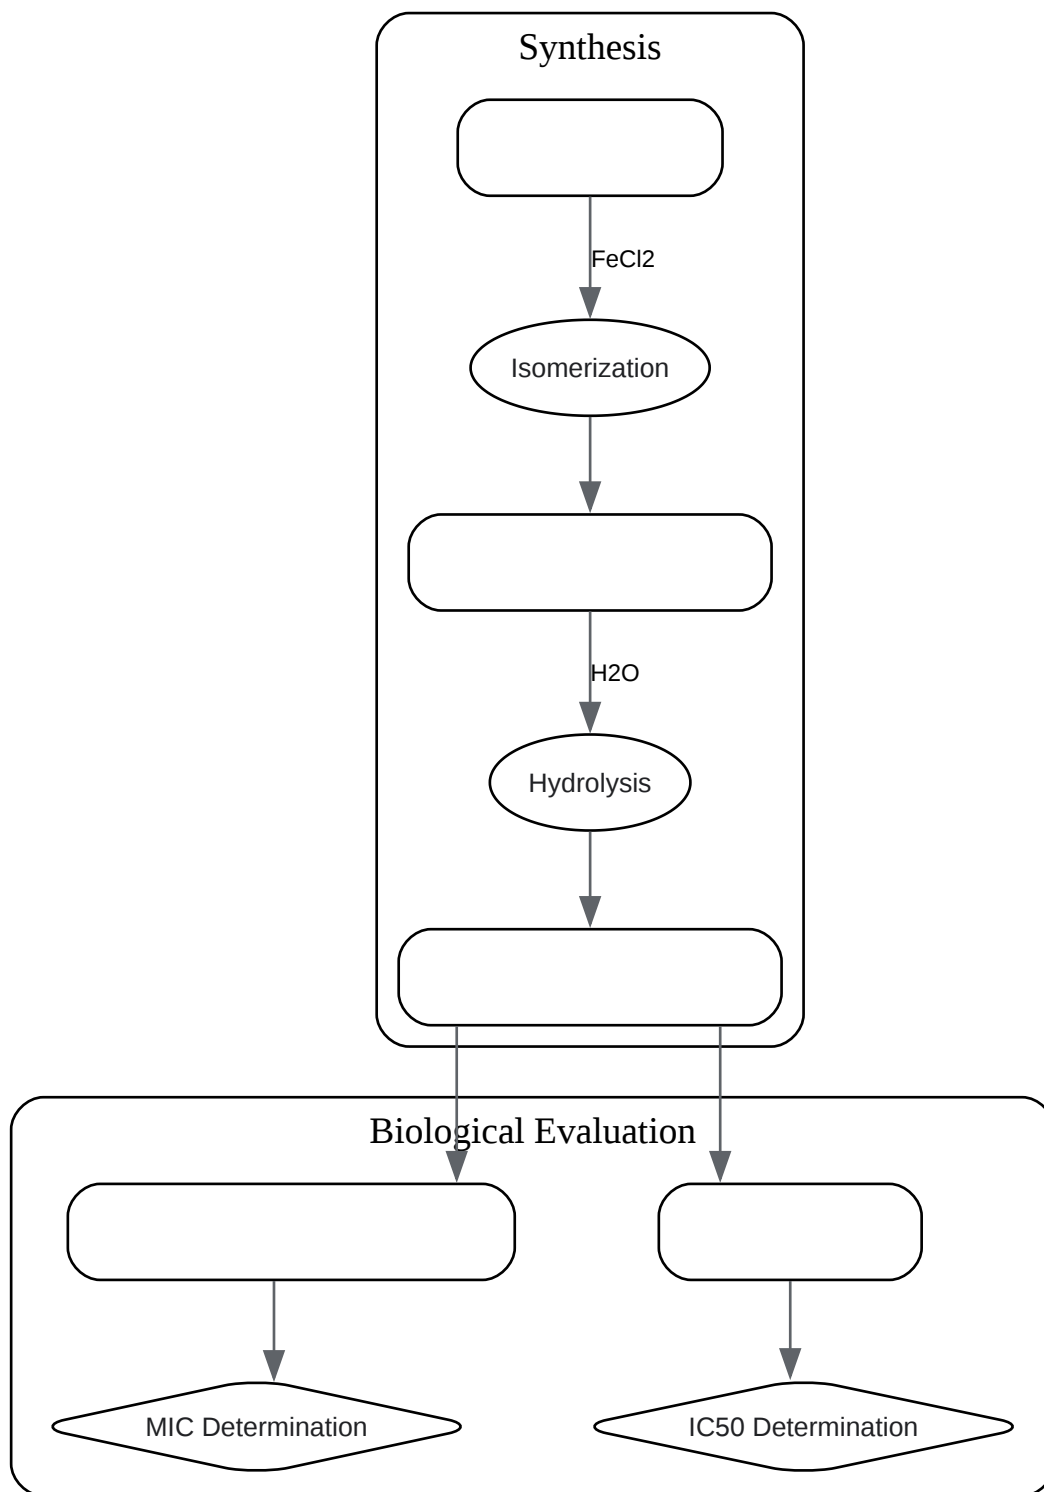 Synthesis
FeCl2
Isomerization
H2O
Hydrolysis
Biological Evaluation
MIC Determination
IC50 Determination